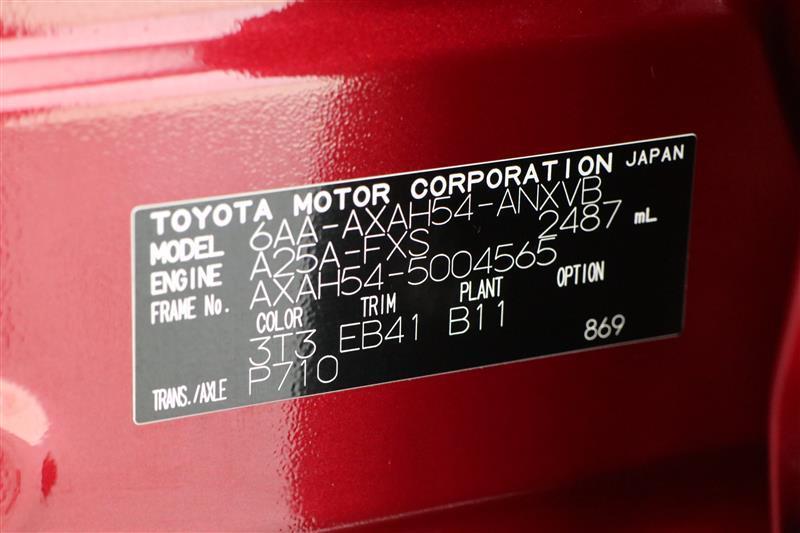 TOYOTA MOTOR CORPORATION JAPAN
MODEL 6AA-AXAH54-ANXVB
ENGINE A25A-FXS 2487 mL
FRAME No. AXAH54-5004565
COLOR TRIM PLANT OPTION
3T3 EB41 B11
TRANS./AXLE P710 869